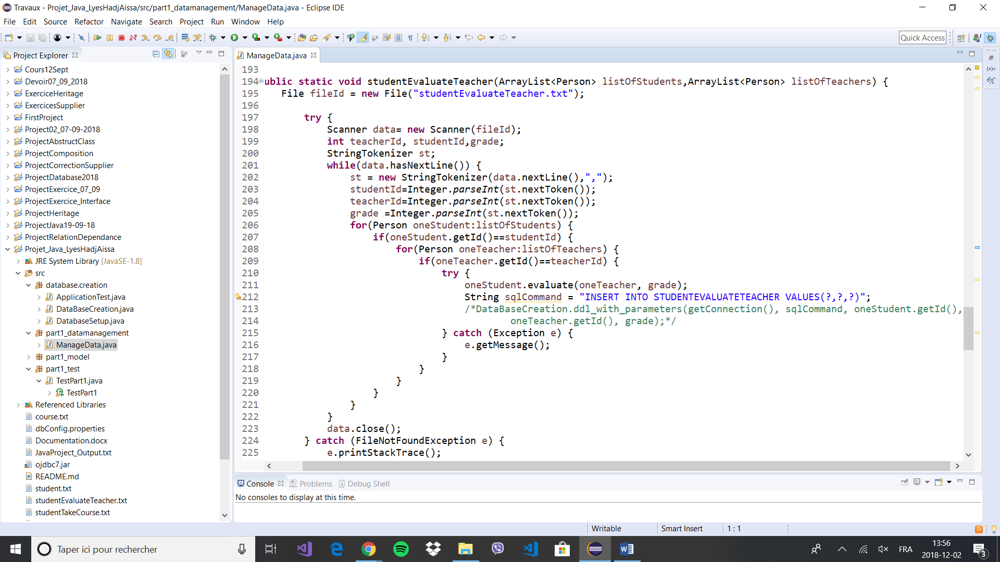 Travaux - Projet_Java_LyesHadjAissa/src/part1_datamanagement/ManageData.java - Eclipse IDE
File Edit Source Refactor Navigate Search Project Run Window Help
Quick Access
Project Explorer
Cours12Sept
Devoir07_09_2018
ExerciceHeritage
ExercicesSupplier
FirstProject
Project02_07-09-2018
ProjectAbstructClass
ProjectComposition
ProjectCorrectionSupplier
ProjectDatabase2018
ProjectExercice_07_09
ProjectExercice_Interface
ProjectHeritage
ProjectJava19-09-18
ProjectRelationDependance
Projet_Java_LyesHadjAissa
JRE System Library [JavaSE-1.8]
src
database.creation
ApplicationTest.java
DataBaseCreation.java
DatabaseSetup.java
part1_datamanagement
ManageData.java
part1_model
part1_test
TestPart1.java
TestPart1
Referenced Libraries
course.txt
dbConfig.properties
Documentation.docx
JavaProject_Output.txt
ojdbc7.jar
README.md
student.txt
studentEvaluateTeacher.txt
studentTakeCourse.txt
ManageData.java
193
194 ublic static void studentEvaluateTeacher(ArrayList<Person> listOfStudents,ArrayList<Person> listOfTeachers) {
195 File fileId = new File("studentEvaluateTeacher.txt");
196
197 try {
198 Scanner data= new Scanner(fileId);
199 int teacherId, studentId,grade;
200 StringTokenizer st;
201 while(data.hasNextLine()) {
202 st = new StringTokenizer(data.nextLine(),",");
203 studentId=Integer.parseInt(st.nextToken());
204 teacherId=Integer.parseInt(st.nextToken());
205 grade =Integer.parseInt(st.nextToken());
206 for(Person oneStudent:listOfStudents) {
207 if(oneStudent.getId()==studentId) {
208 for(Person oneTeacher:listOfTeachers) {
209 if(oneTeacher.getId()==teacherId) {
210 try {
211 oneStudent.evaluate(oneTeacher, grade);
212 String sqlCommand = "INSERT INTO STUDENTEVALUATETEACHER VALUES(?,?,?)";
213 /*DataBaseCreation.ddl_with_parameters(getConnection(), sqlCommand, oneStudent.getId(),
214 oneTeacher.getId(), grade);*/
215 } catch (Exception e) {
216 e.getMessage();
217 }
218 }
219 }
220 }
221 }
222 }
223 data.close();
224 } catch (FileNotFoundException e) {
225 e.printStackTrace();
Console Problems Debug Shell
No consoles to display at this time.
Writable Smart Insert 1 : 1
Taper ici pour rechercher
FRA
13:56
2018-12-02
3